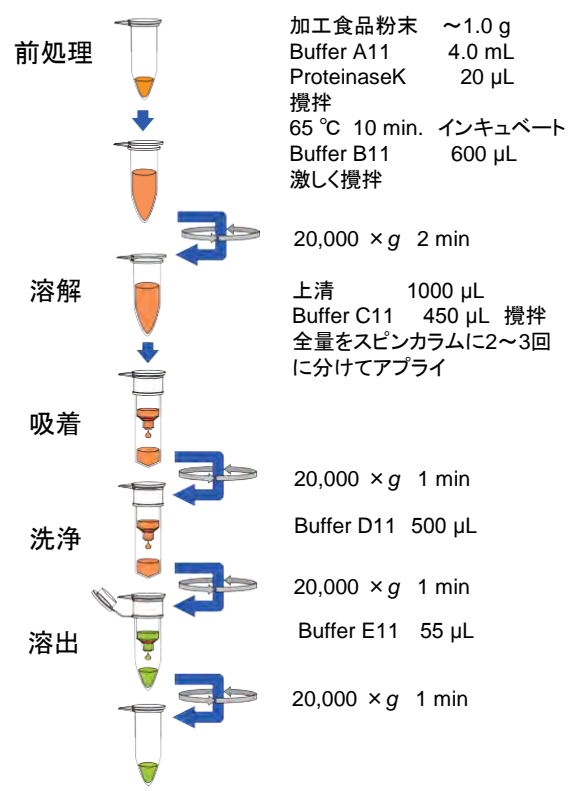 前処理
加工食品粉末 ~1.0 g
Buffer A11 4.0 mL
ProteinaseK 20 µL
攪拌
65 ℃ 10 min. インキュベート
Buffer B11 600 µL
激しく攪拌
20,000 ×g 2 min
溶解
上清 1000 µL
Buffer C11 450 µL 攪拌
全量をスピンカラムに2~3回
に分けてアプライ
吸着
20,000 ×g 1 min
洗浄
Buffer D11 500 µL
20,000 ×g 1 min
溶出
Buffer E11 55 µL
20,000 ×g 1 min